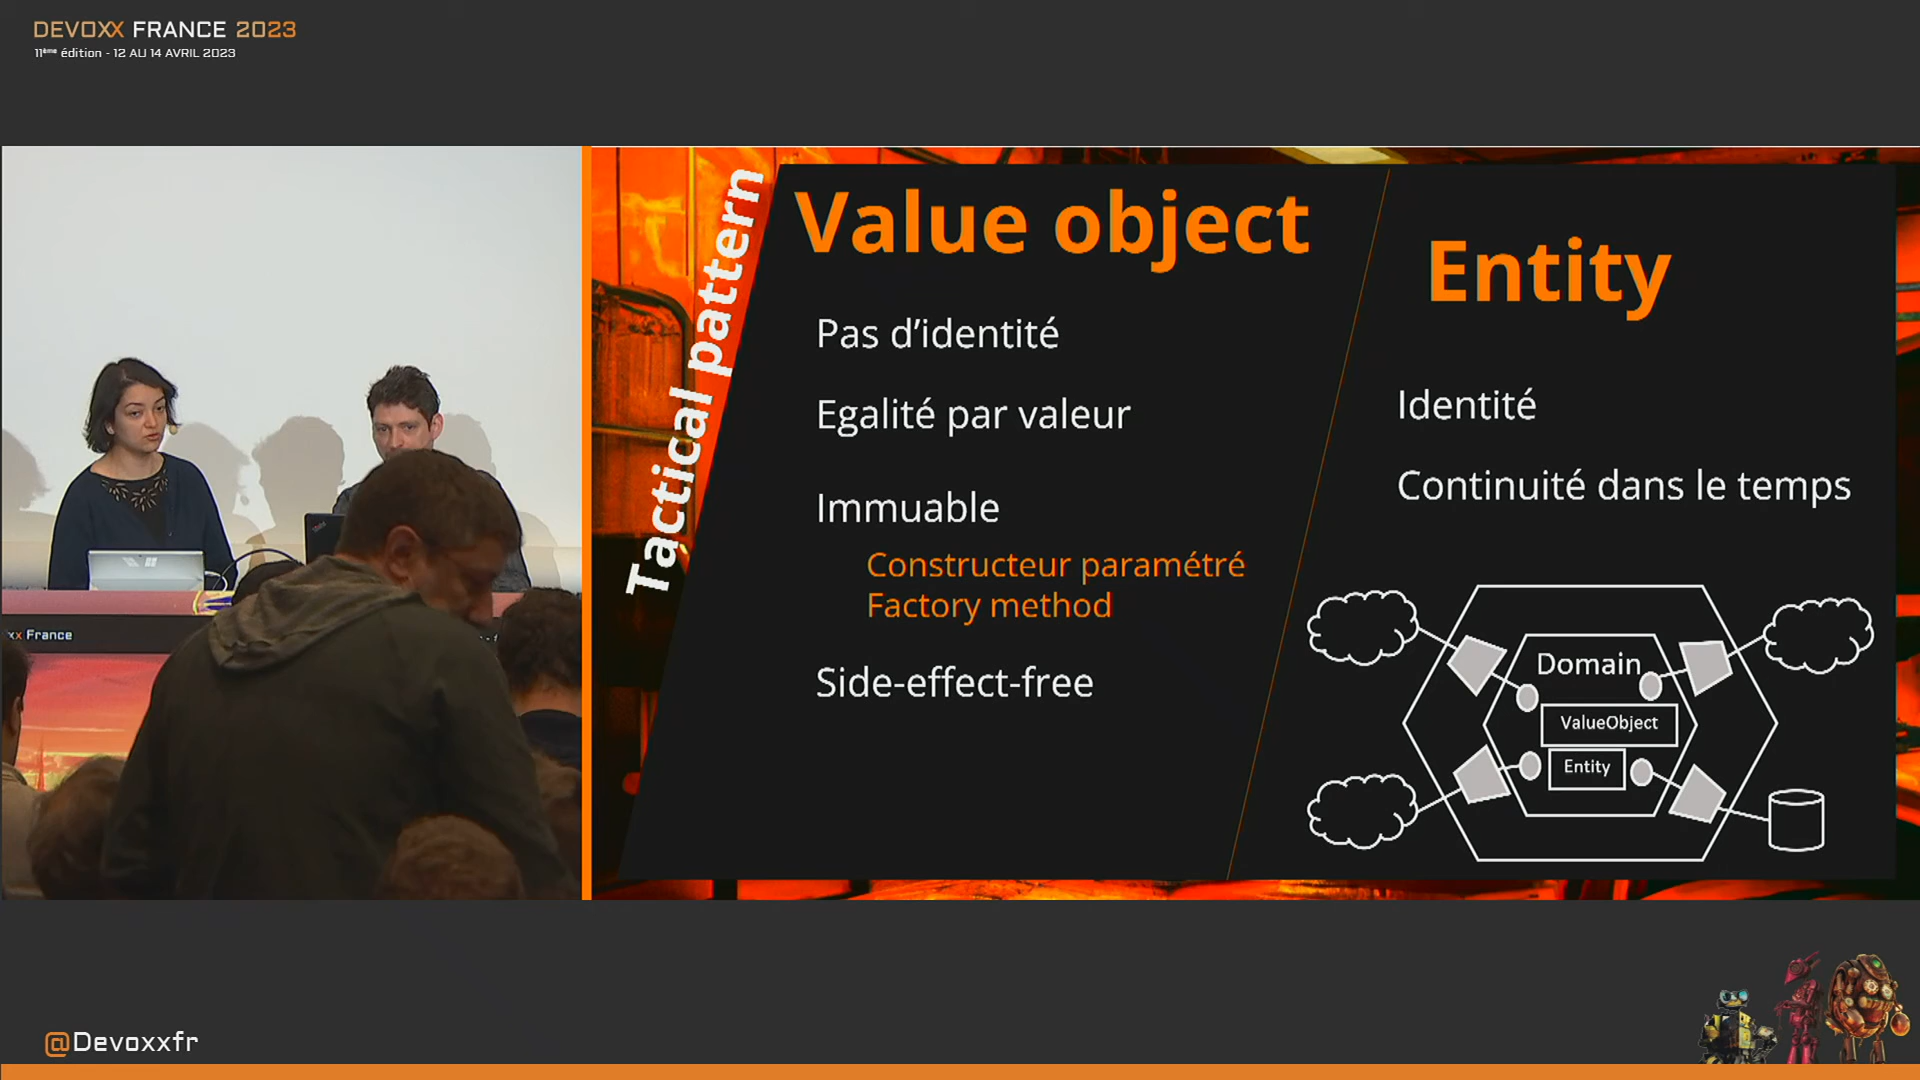 DEVOXX FRANCE 2023
11ème édition - 12 AU 14 AVRIL 2023
Tactical pattern
Value object
Pas d’identité
Egalité par valeur
Immuable
Constructeur paramétré
Factory method
Side-effect-free
Entity
Identité
Continuité dans le temps
Domain
ValueObject
Entity
xx France
@Devoxxfr